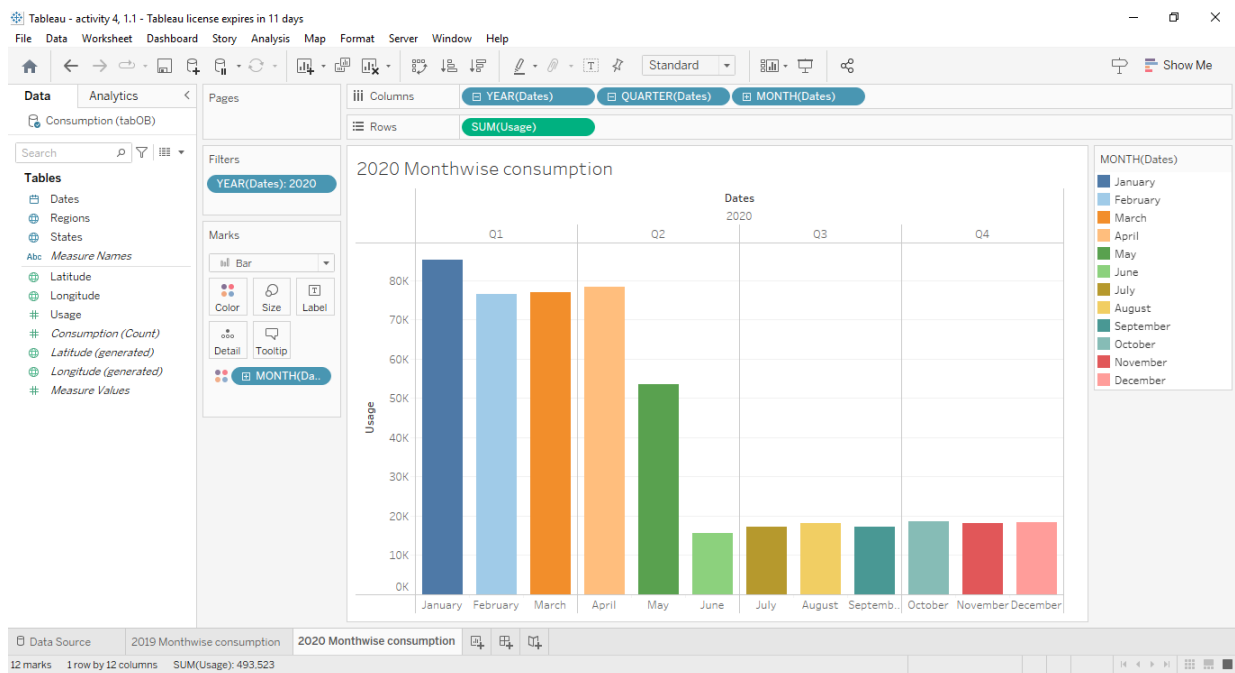 Tableau - activity 4, 1.1 - Tableau license expires in 11 days
File Data Worksheet Dashboard Story Analysis Map Format Server Window Help
Standard
Show Me
Data Analytics
Consumption (tabOB)
Search
Tables
Dates
Regions
States
Abc Measure Names
Latitude
Longitude
# Usage
# Consumption (Count)
Latitude (generated)
Longitude (generated)
# Measure Values
Pages
Filters
YEAR(Dates): 2020
Marks
Bar
Color Size Label
Detail Tooltip
MONTH(Da..
Columns YEAR(Dates) QUARTER(Dates) MONTH(Dates)
Rows SUM(Usage)
2020 Monthwise consumption
Dates
2020
Q1 Q2 Q3 Q4
Usage
80K
70K
60K
50K
40K
30K
20K
10K
0K
January February March April May June July August Septemb.. October November December
MONTH(Dates)
January
February
March
April
May
June
July
August
September
October
November
December
Data Source 2019 Monthwise consumption 2020 Monthwise consumption
12 marks 1 row by 12 columns SUM(Usage): 493,523